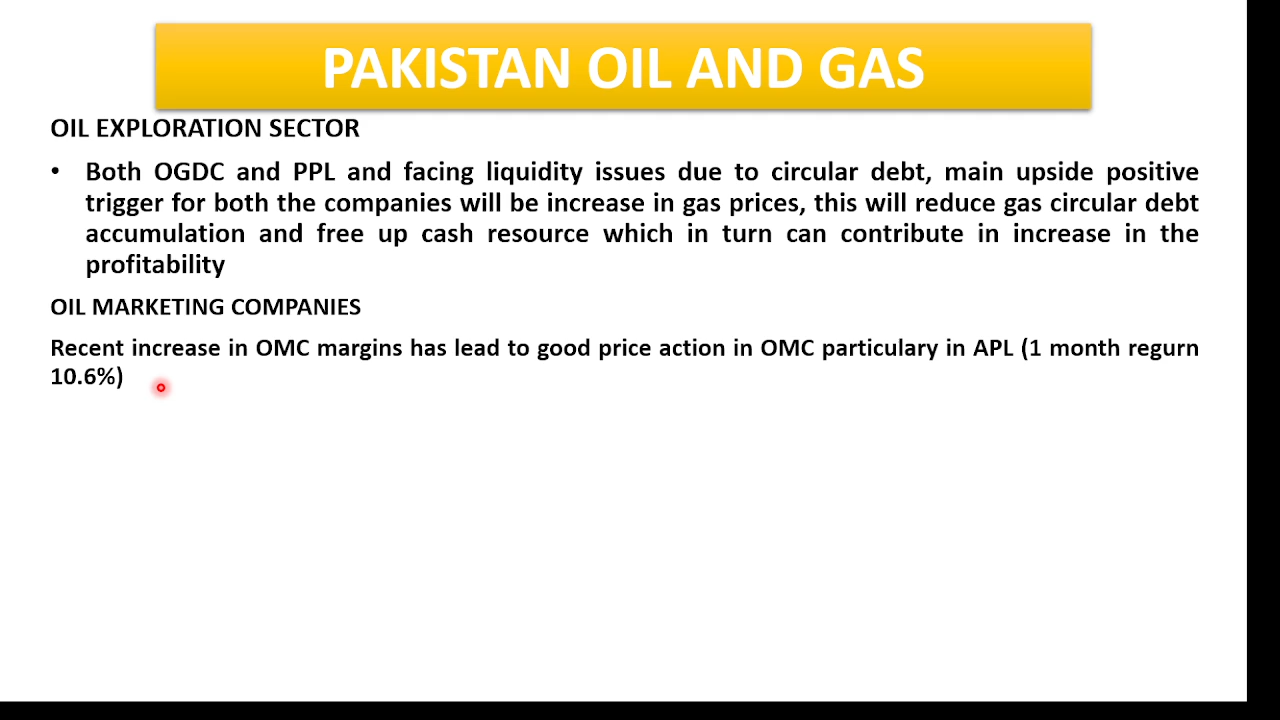 PAKISTAN OIL AND GAS
OIL EXPLORATION SECTOR
• Both OGDC and PPL and facing liquidity issues due to circular debt, main upside positive
trigger for both the companies will be increase in gas prices, this will reduce gas circular debt
accumulation and free up cash resource which in turn can contribute in increase in the
profitability
OIL MARKETING COMPANIES
Recent increase in OMC margins has lead to good price action in OMC particulary in APL (1 month regurn
10.6%)